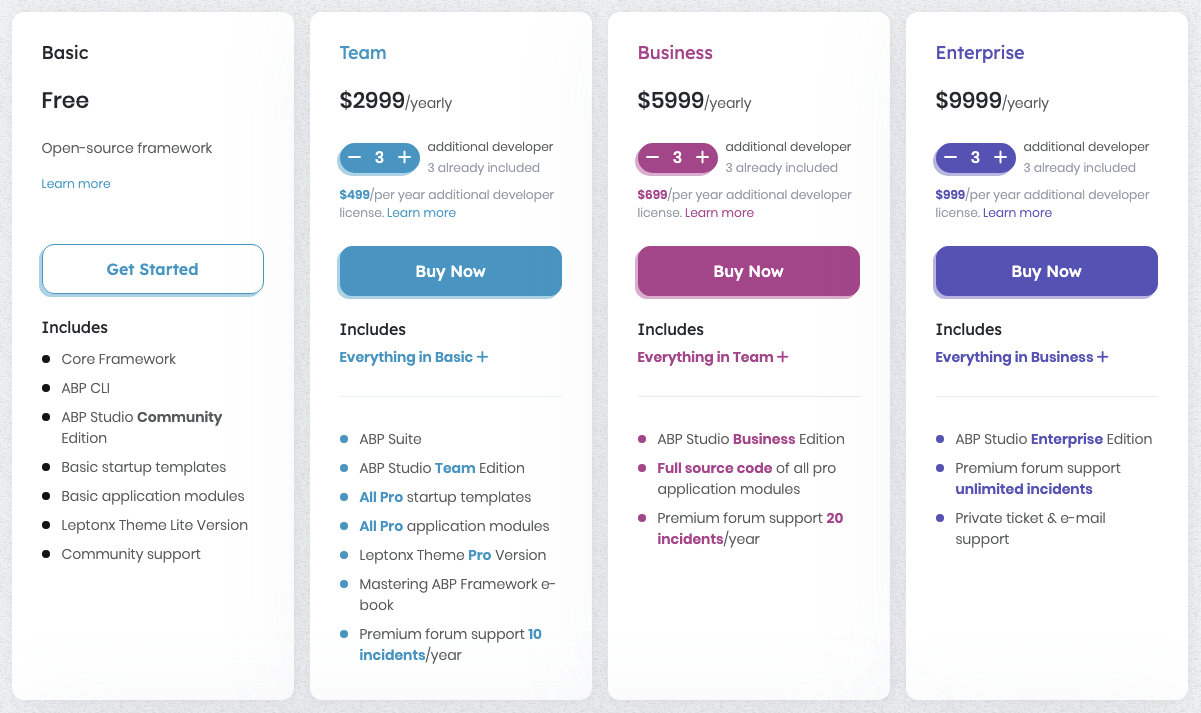 Basic
Free
Open-source framework
Learn more
Get Started
Includes
Core Framework
ABP CLI
ABP Studio Community
Edition
Basic startup templates
Basic application modules
Leptonx Theme Lite Version
Community support
Team
$2999/yearly
− 3 +
additional developer
3 already included
$499/per year additional developer
license. Learn more
Buy Now
Includes
Everything in Basic +
ABP Suite
ABP Studio Team Edition
All Pro startup templates
All Pro application modules
Leptonx Theme Pro Version
Mastering ABP Framework e-
book
Premium forum support 10
incidents/year
Business
$5999/yearly
− 3 +
additional developer
3 already included
$699/per year additional developer
license. Learn more
Buy Now
Includes
Everything in Team +
ABP Studio Business Edition
Full source code of all pro
application modules
Premium forum support 20
incidents/year
Enterprise
$9999/yearly
− 3 +
additional developer
3 already included
$999/per year additional developer
license. Learn more
Buy Now
Includes
Everything in Business +
ABP Studio Enterprise Edition
Premium forum support
unlimited incidents
Private ticket & e-mail
support